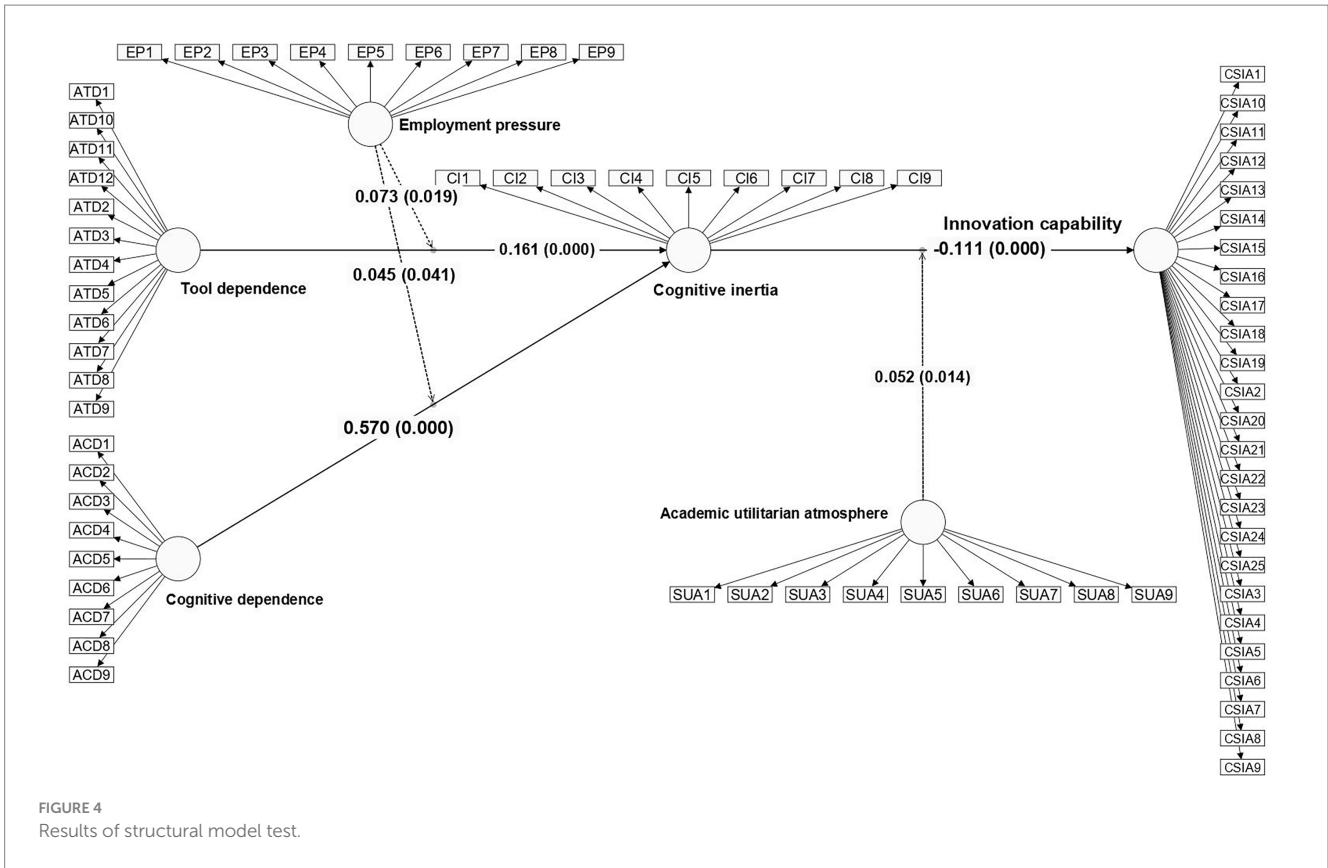 EP1 EP2 EP3 EP4 EP5 EP6 EP7 EP8 EP9
Employment pressure
ATD1
ATD10
ATD11
ATD12
ATD2
ATD3
ATD4
ATD5
ATD6
ATD7
ATD8
ATD9
Tool dependence
0.073 (0.019)
0.045 (0.041)
0.161 (0.000)
CI1 CI2 CI3 CI4 CI5 CI6 CI7 CI8 CI9
Cognitive inertia
Innovation capability
-0.111 (0.000)
0.052 (0.014)
0.570 (0.000)
ACD1
ACD2
ACD3
ACD4
ACD5
ACD6
ACD7
ACD8
ACD9
Cognitive dependence
Academic utilitarian atmosphere
SUA1 SUA2 SUA3 SUA4 SUA5 SUA6 SUA7 SUA8 SUA9
CSIA1
CSIA10
CSIA11
CSIA12
CSIA13
CSIA14
CSIA15
CSIA16
CSIA17
CSIA18
CSIA19
CSIA2
CSIA20
CSIA21
CSIA22
CSIA23
CSIA24
CSIA25
CSIA3
CSIA4
CSIA5
CSIA6
CSIA7
CSIA8
CSIA9
FIGURE 4
Results of structural model test.